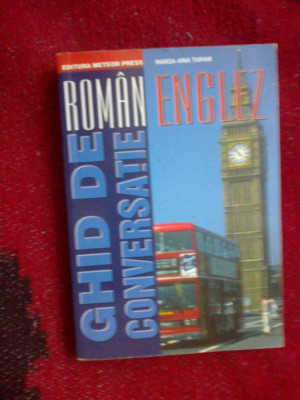 EDITURA METEOR PRESS
MARIA-ANA TUPAN
ROMÂN
ENGLEZ
GHID DE
CONVERSAȚIE